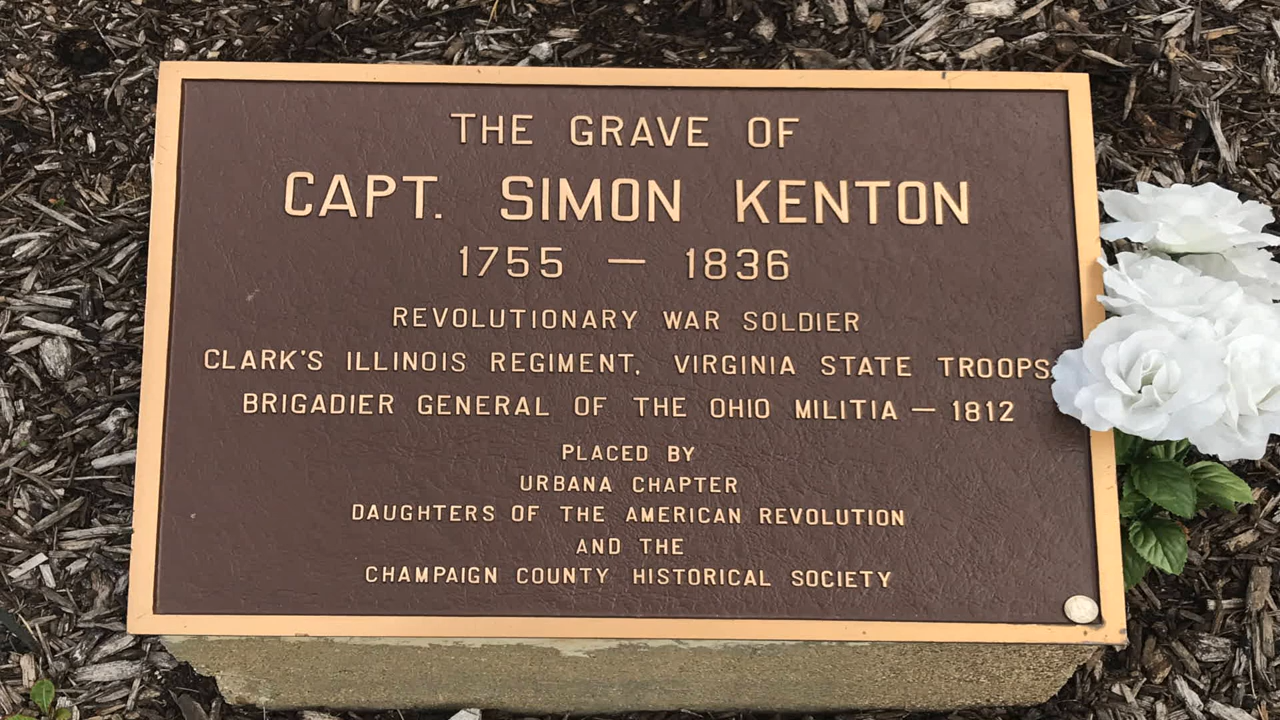 THE GRAVE OF
CAPT. SIMON KENTON
1755 — 1836
REVOLUTIONARY WAR SOLDIER
CLARK'S ILLINOIS REGIMENT, VIRGINIA STATE TROOPS
BRIGADIER GENERAL OF THE OHIO MILITIA — 1812
PLACED BY
URBANA CHAPTER
DAUGHTERS OF THE AMERICAN REVOLUTION
AND THE
CHAMPAIGN COUNTY HISTORICAL SOCIETY